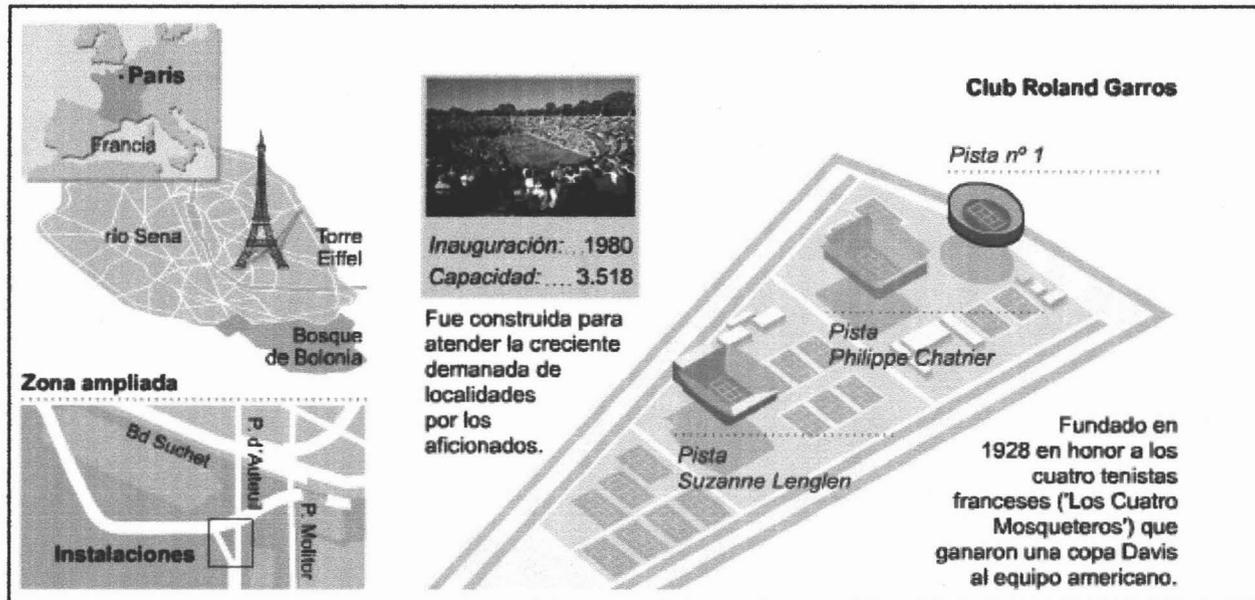 Paris
Francia
río Sena
Torre
Eiffel
Bosque
de Bolonia
Zona ampliada
Bd Suchet
P. d'Auteuil
P. Molitor
Instalaciones
Inauguración:... 1980
Capacidad:.... 3.518
Fue construida para
atender la creciente
demanada de
localidades
por los
aficionados.
Club Roland Garros
Pista nº 1
Pista
Philippe Chatrier
Pista
Suzanne Lenglen
Fundado en
1928 en honor a los
cuatro tenistas
franceses ('Los Cuatro
Mosqueteros') que
ganaron una copa Davis
al equipo americano.